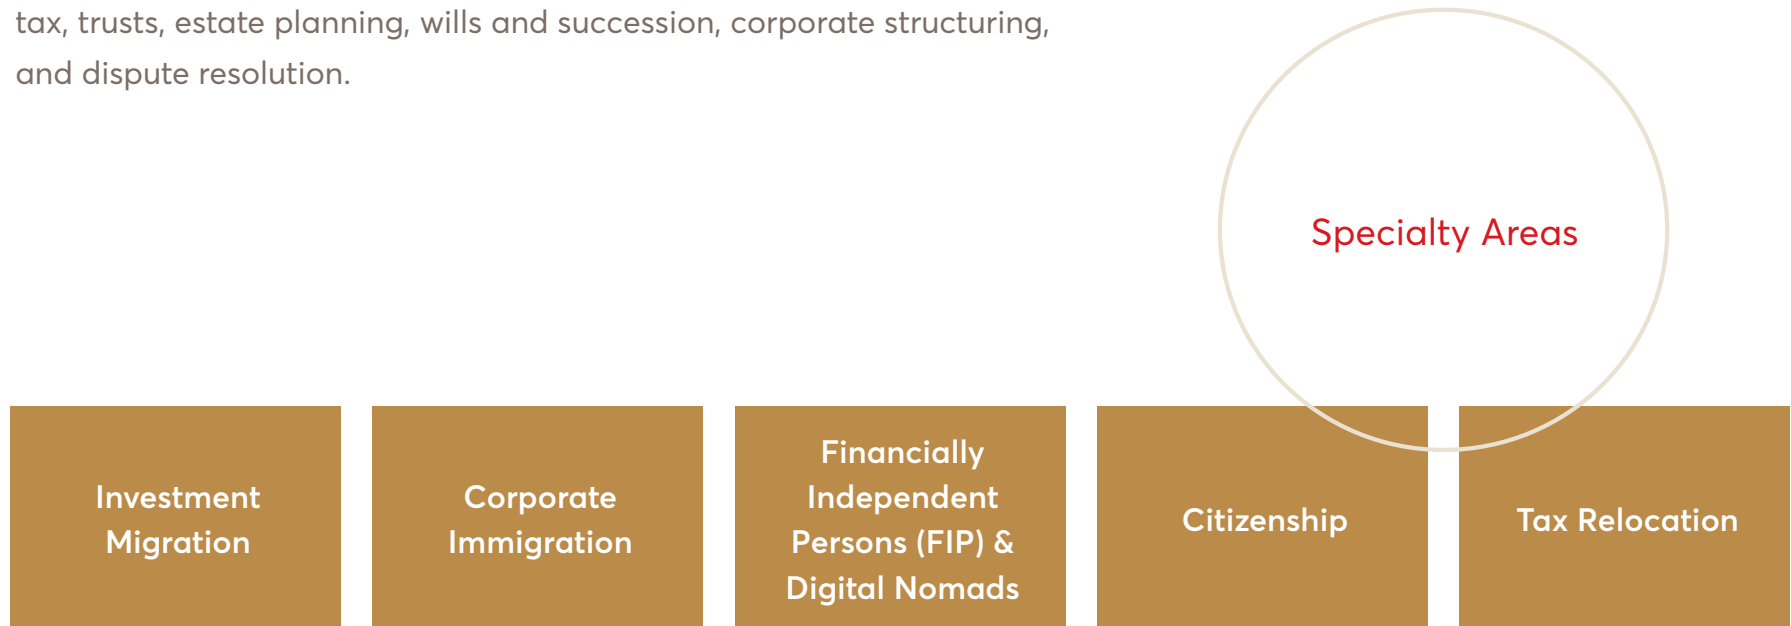 tax, trusts, estate planning, wills and succession, corporate structuring,
and dispute resolution.
Specialty Areas
Investment
Migration
Corporate
Immigration
Financially
Independent
Persons (FIP) &
Digital Nomads
Citizenship
Tax Relocation